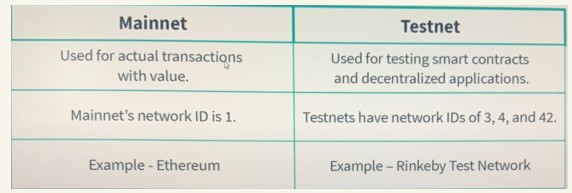 Mainnet
Testnet
Used for actual transactions
with value.
Used for testing smart contracts
and decentralized applications.
Mainnet's network ID is 1.
Testnets have network IDs of 3, 4, and 42.
Example - Ethereum
Example – Rinkeby Test Network